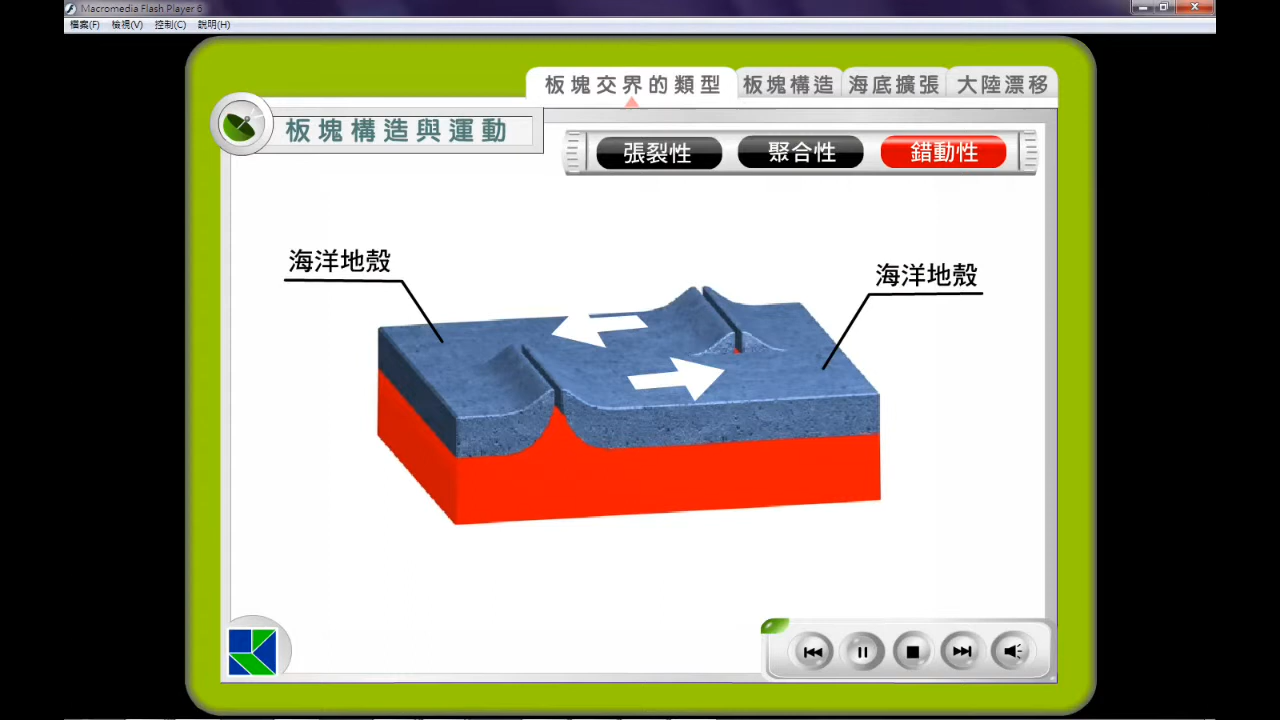 Macromedia Flash Player 6
檔案(F) 檢視(V) 控制(C) 說明(H)
板塊交界的類型 板塊構造 海底擴張 大陸漂移
板塊構造與運動
張裂性 聚合性 錯動性
海洋地殼
海洋地殼